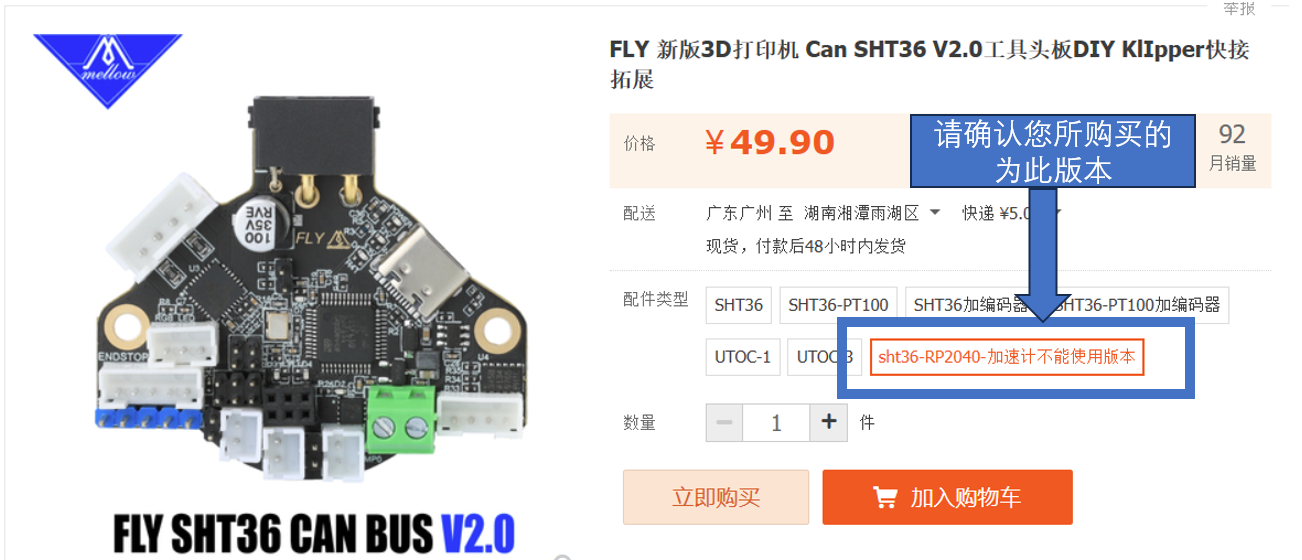 举报
mellow
FLY 新版3D打印机 Can SHT36 V2.0工具头板DIY KlIpper快接
拓展
价格
¥49.90
请确认您所购买的
为此版本
92
月销量
配送
广东广州 至 湖南湘潭雨湖区
快递 ¥5.0
现货，付款后48小时内发货
配件类型
SHT36
SHT36-PT100
SHT36加编码器
SHT36-PT100加编码器
UTOC-1
UTOC-3
sht36-RP2040-加速计不能使用版本
数量
1
件
立即购买
加入购物车
100
35V
RVE
FLY
POWER
U3
R8
ENDSTOP
U4
R35
R34
R33
FLY SHT36 CAN BUS V2.0